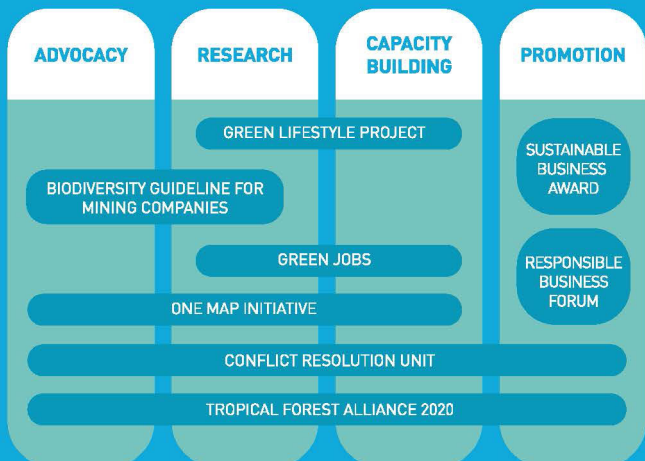 ADVOCACY
RESEARCH
CAPACITY
BUILDING
PROMOTION
GREEN LIFESTYLE PROJECT
SUSTAINABLE
BUSINESS
AWARD
BIODIVERSITY GUIDELINE FOR
MINING COMPANIES
GREEN JOBS
RESPONSIBLE
BUSINESS
FORUM
ONE MAP INITIATIVE
CONFLICT RESOLUTION UNIT
TROPICAL FOREST ALLIANCE 2020